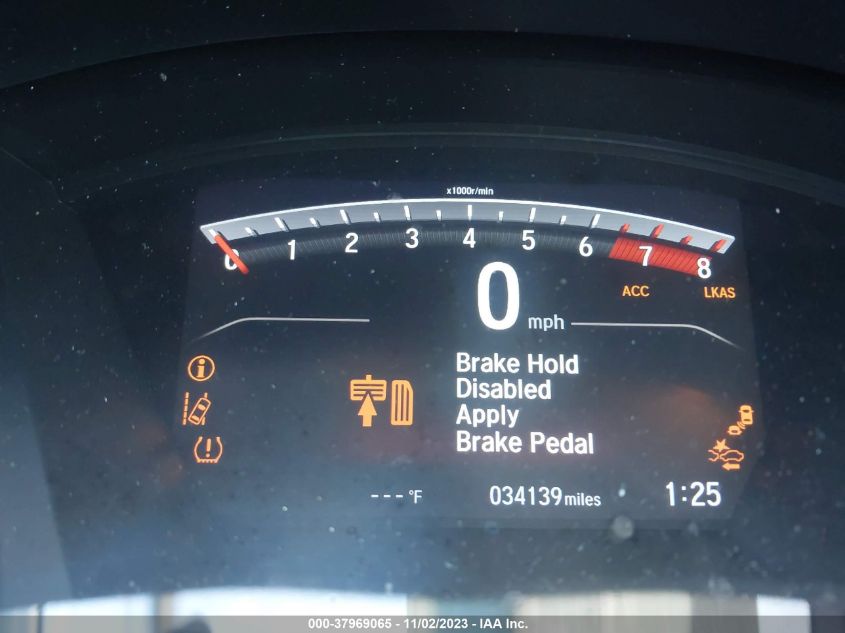 x1000r/min
0 1 2 3 4 5 6 7 8
ACC LKAS
0 mph
Brake Hold
Disabled
Apply
Brake Pedal
--- °F 034139 miles 1:25
000-37969065 - 11/02/2023 - IAA Inc.